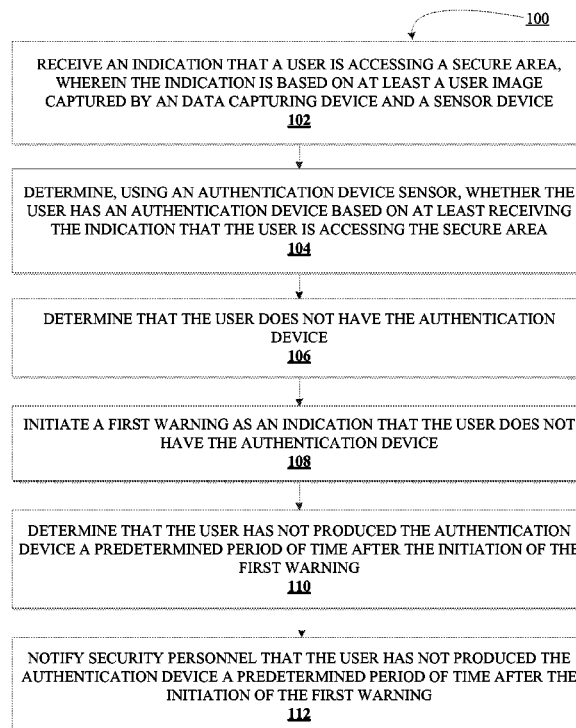 100
RECEIVE AN INDICATION THAT A USER IS ACCESSING A SECURE AREA,
WHEREIN THE INDICATION IS BASED ON AT LEAST A USER IMAGE
CAPTURED BY AN DATA CAPTURING DEVICE AND A SENSOR DEVICE
102
DETERMINE, USING AN AUTHENTICATION DEVICE SENSOR, WHETHER THE
USER HAS AN AUTHENTICATION DEVICE BASED ON AT LEAST RECEIVING
THE INDICATION THAT THE USER IS ACCESSING THE SECURE AREA
104
DETERMINE THAT THE USER DOES NOT HAVE THE AUTHENTICATION
DEVICE
106
INITIATE A FIRST WARNING AS AN INDICATION THAT THE USER DOES NOT
HAVE THE AUTHENTICATION DEVICE
108
DETERMINE THAT THE USER HAS NOT PRODUCED THE AUTHENTICATION
DEVICE A PREDETERMINED PERIOD OF TIME AFTER THE INITIATION OF THE
FIRST WARNING
110
NOTIFY SECURITY PERSONNEL THAT THE USER HAS NOT PRODUCED THE
AUTHENTICATION DEVICE A PREDETERMINED PERIOD OF TIME AFTER THE
INITIATION OF THE FIRST WARNING
112